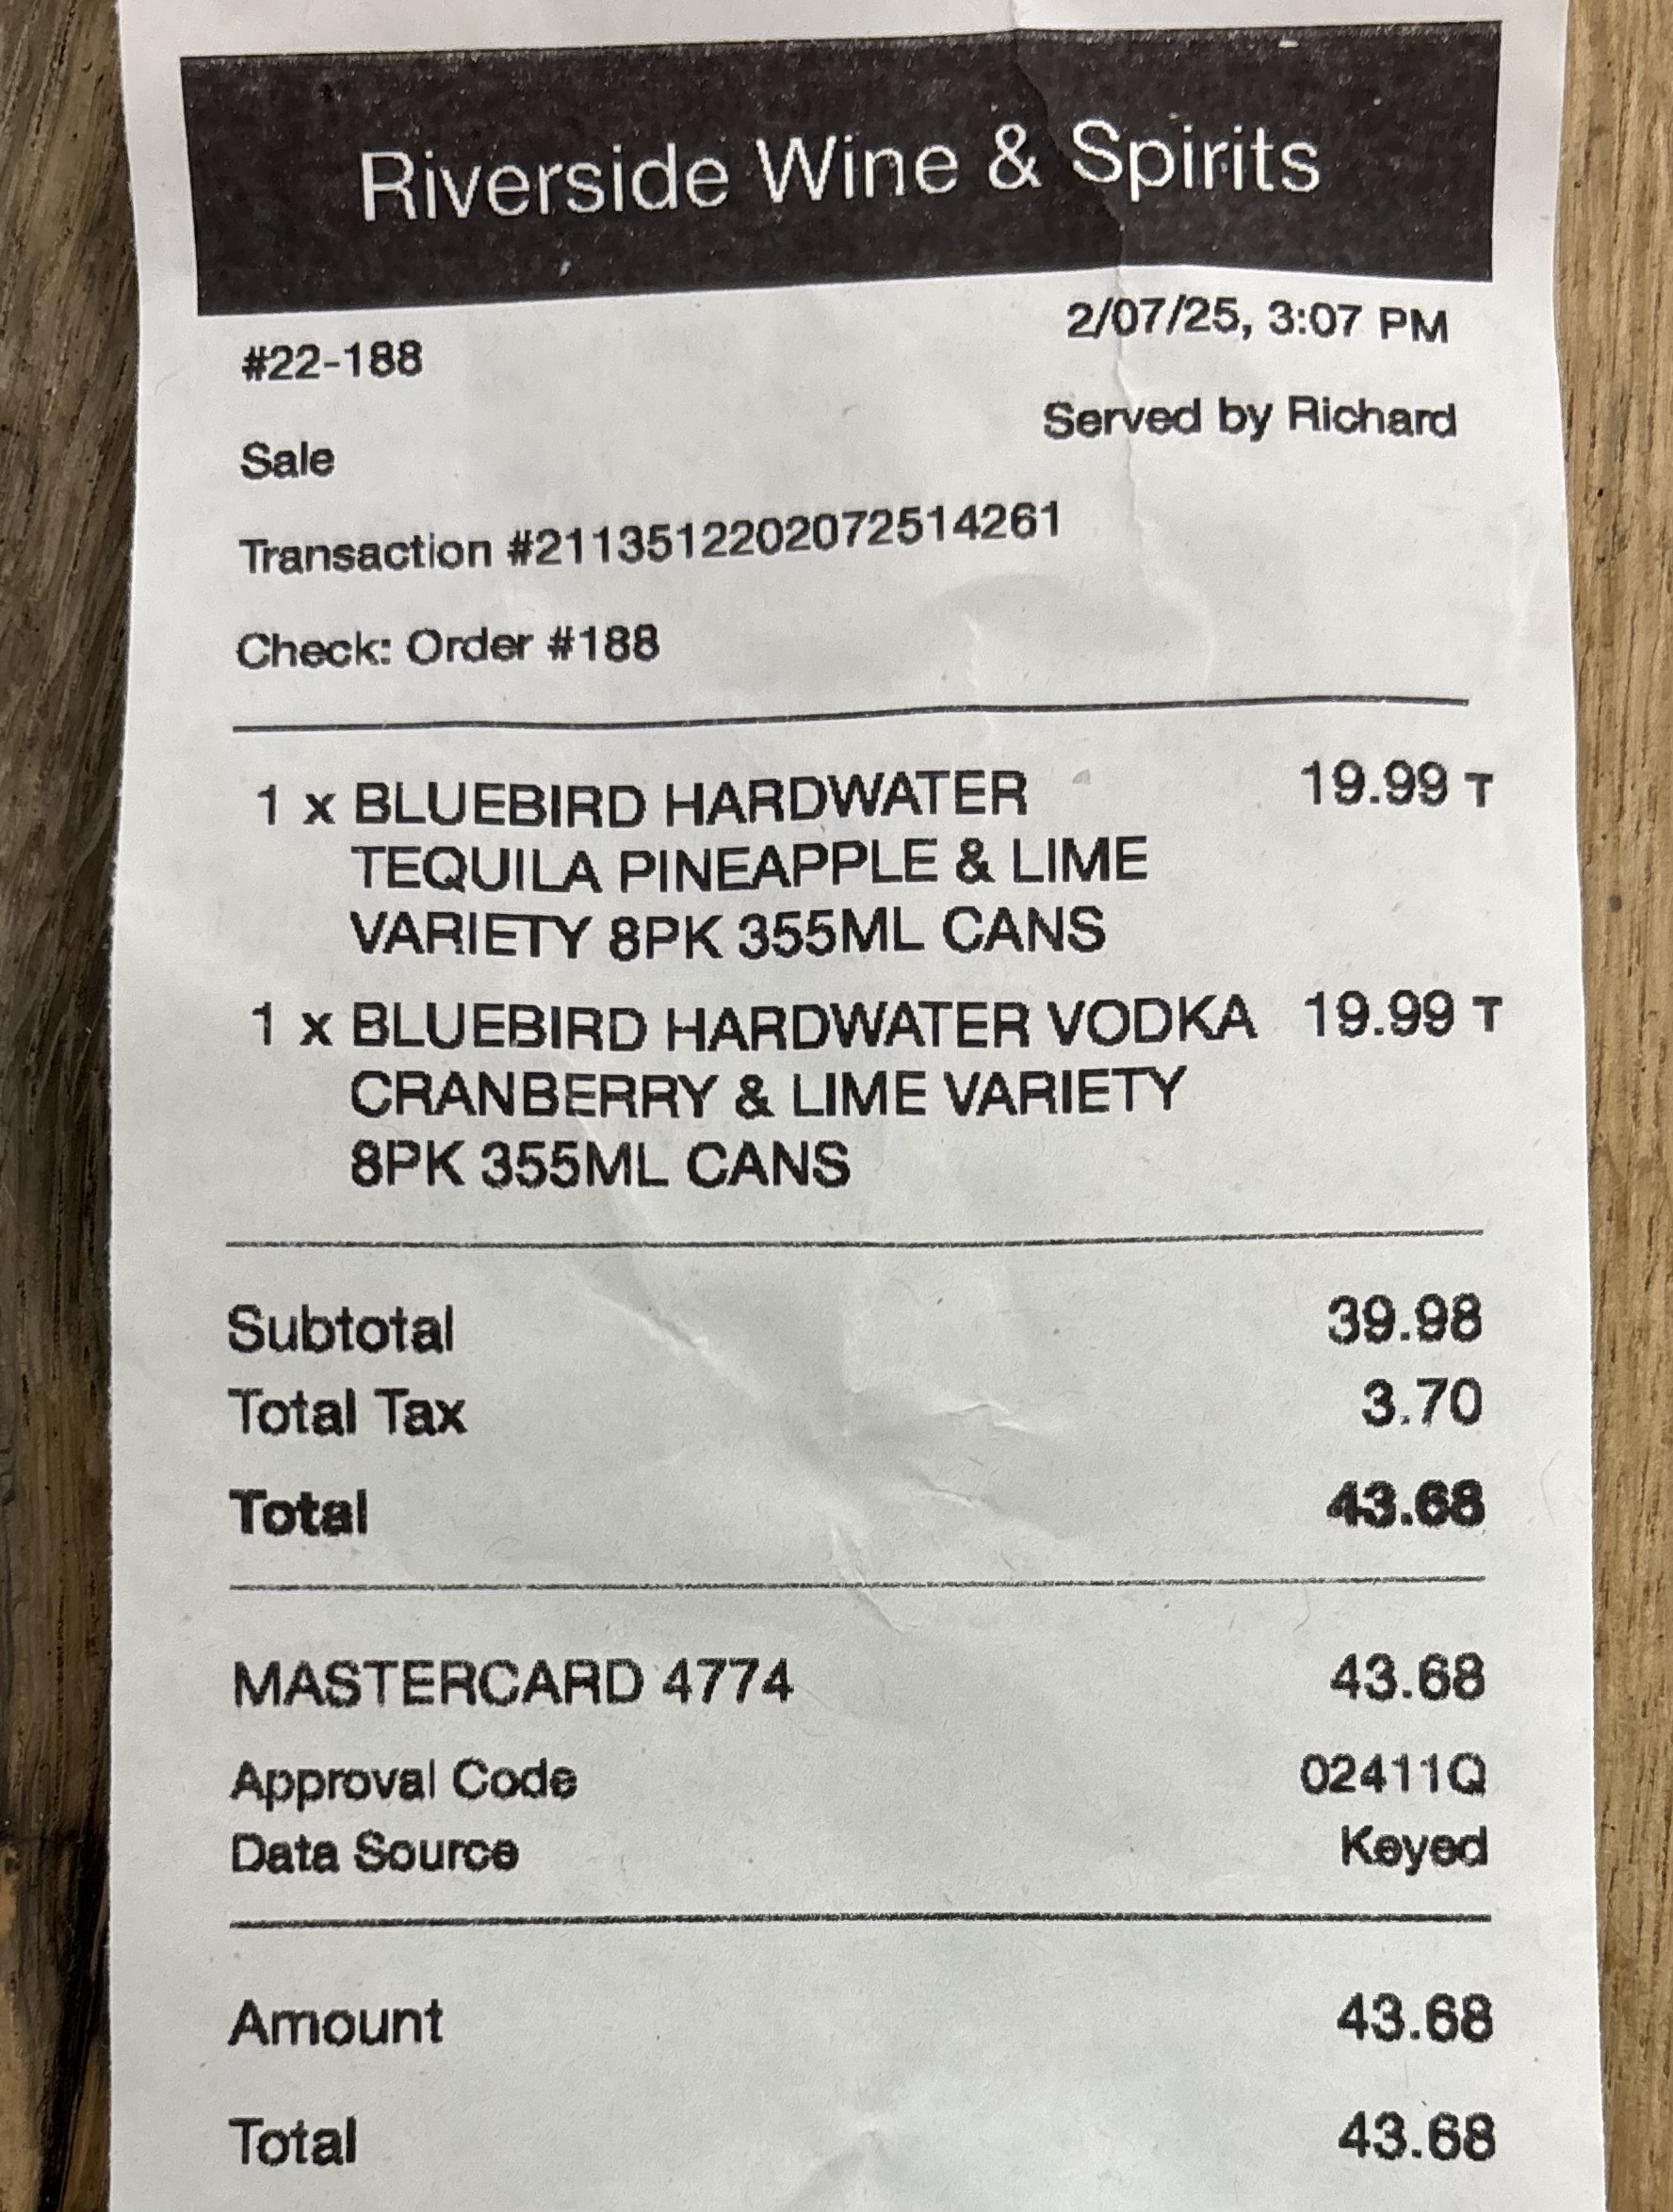 Riverside Wine & Spirits
#22-188
2/07/25, 3:07 PM
Sale
Served by Richard
Transaction #2113512202072514261
Check: Order #188
1 x BLUEBIRD HARDWATER 19.99 T
TEQUILA PINEAPPLE & LIME
VARIETY 8PK 355ML CANS
1 x BLUEBIRD HARDWATER VODKA 19.99 T
CRANBERRY & LIME VARIETY
8PK 355ML CANS
Subtotal 39.98
Total Tax 3.70
Total 43.68
MASTERCARD 4774 43.68
Approval Code 02411Q
Data Source Keyed
Amount 43.68
Total 43.68